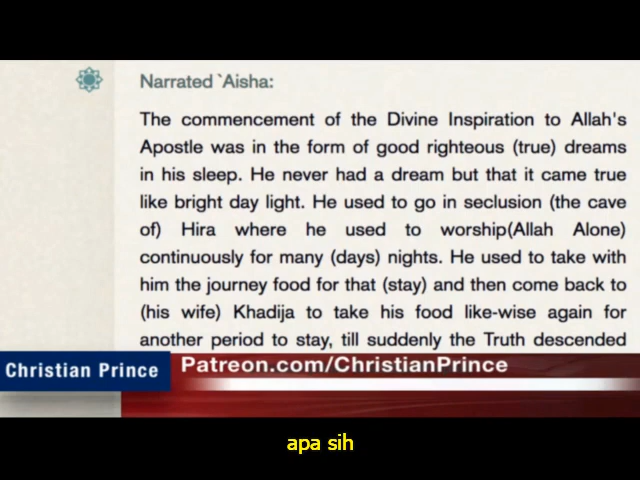 Narrated `Aisha:
The commencement of the Divine Inspiration to Allah's
Apostle was in the form of good righteous (true) dreams
in his sleep. He never had a dream but that it came true
like bright day light. He used to go in seclusion (the cave
of) Hira where he used to worship(Allah Alone)
continuously for many (days) nights. He used to take with
him the journey food for that (stay) and then come back to
(his wife) Khadija to take his food like-wise again for
another period to stay, till suddenly the Truth descended
Christian Prince
Patreon.com/ChristianPrince
apa sih